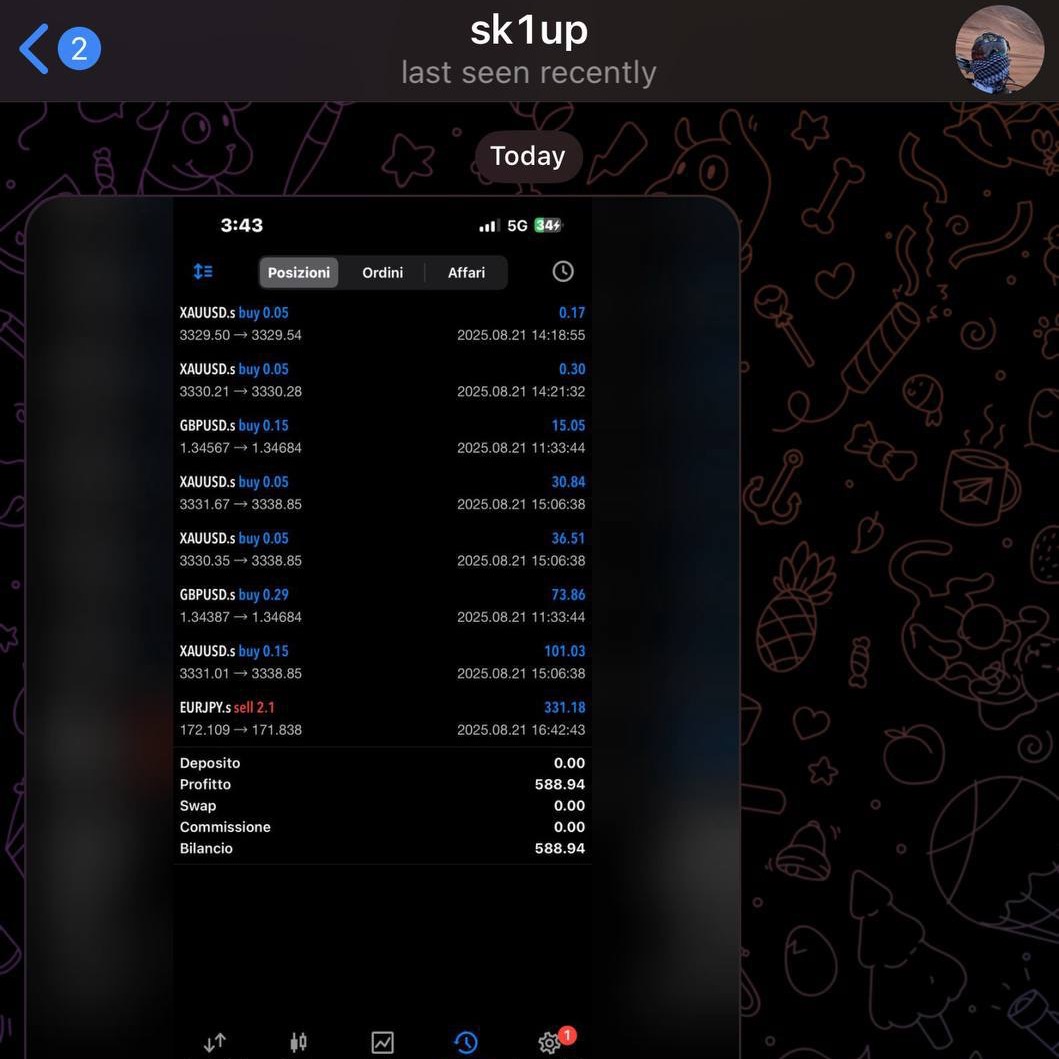 2
sk1up
last seen recently
Today
3:43
5G 34
Posizioni Ordini Affari
XAUUSD.s buy 0.05 0.17
3329.50 → 3329.54 2025.08.21 14:18:55
XAUUSD.s buy 0.05 0.30
3330.21 → 3330.28 2025.08.21 14:21:32
GBPUSD.s buy 0.15 15.05
1.34567 → 1.34684 2025.08.21 11:33:44
XAUUSD.s buy 0.05 30.84
3331.67 → 3338.85 2025.08.21 15:06:38
XAUUSD.s buy 0.05 36.51
3330.35 → 3338.85 2025.08.21 15:06:38
GBPUSD.s buy 0.29 73.86
1.34387 → 1.34684 2025.08.21 11:33:44
XAUUSD.s buy 0.15 101.03
3331.01 → 3338.85 2025.08.21 15:06:38
EURJPY.s sell 2.1 331.18
172.109 → 171.838 2025.08.21 16:42:43
Deposito 0.00
Profitto 588.94
Swap 0.00
Commissione 0.00
Bilancio 588.94
1